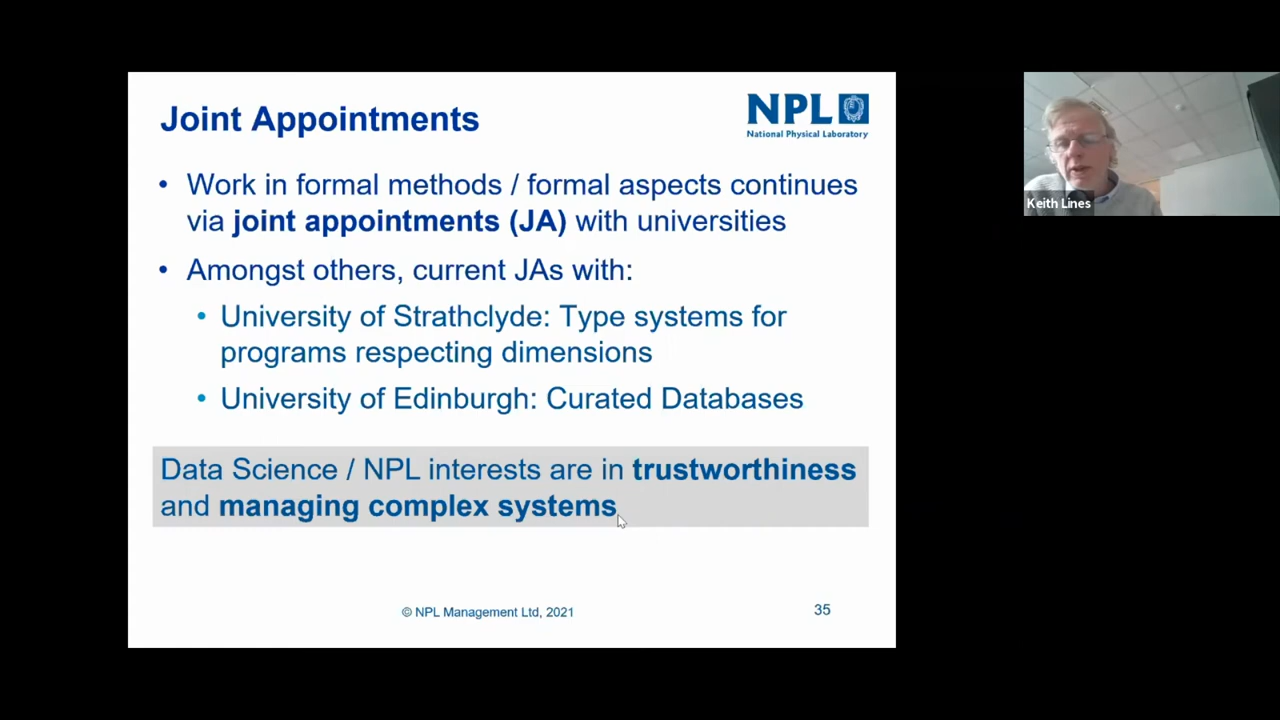 Joint Appointments
NPL
National Physical Laboratory
• Work in formal methods / formal aspects continues
via joint appointments (JA) with universities
• Amongst others, current JAs with:
• University of Strathclyde: Type systems for
programs respecting dimensions
• University of Edinburgh: Curated Databases
Data Science / NPL interests are in trustworthiness
and managing complex systems
© NPL Management Ltd, 2021
35
Keith Lines